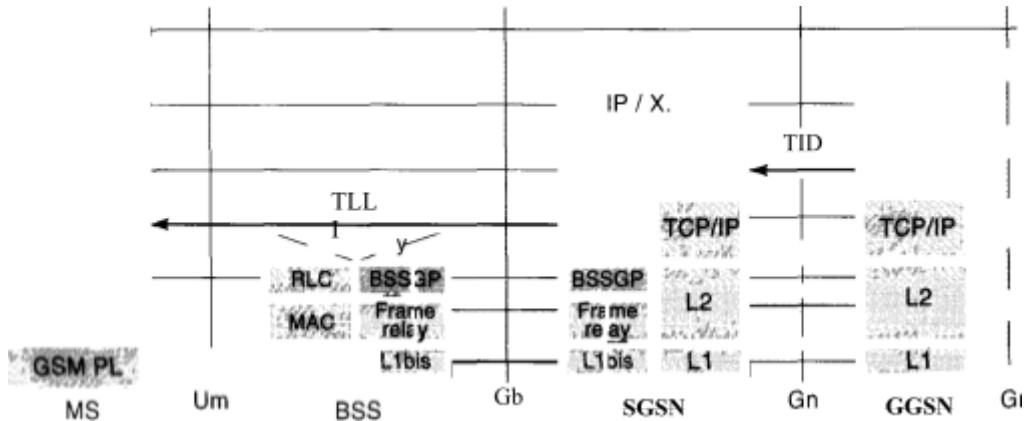 IP / X.
TID
TLL
I
y
TCP/IP
TCP/IP
RLC
BSSGP
BSSGP
L2
L2
MAC
Frame
relay
Frame
relay
GSM PL
L1bis
L1bis
L1
L1
MS
Um
BSS
Gb
SGSN
Gn
GGSN